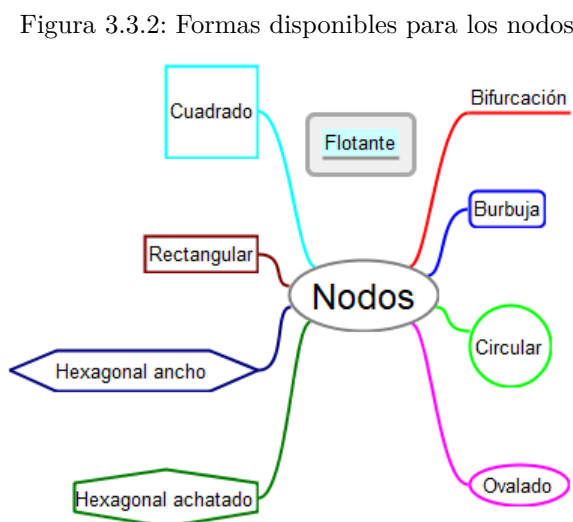 Figura 3.3.2: Formas disponibles para los nodos
Cuadrado
Flotante
Bifurcación
Burbuja
Rectangular
Nodos
Circular
Hexagonal ancho
Hexagonal achatado
Ovalado